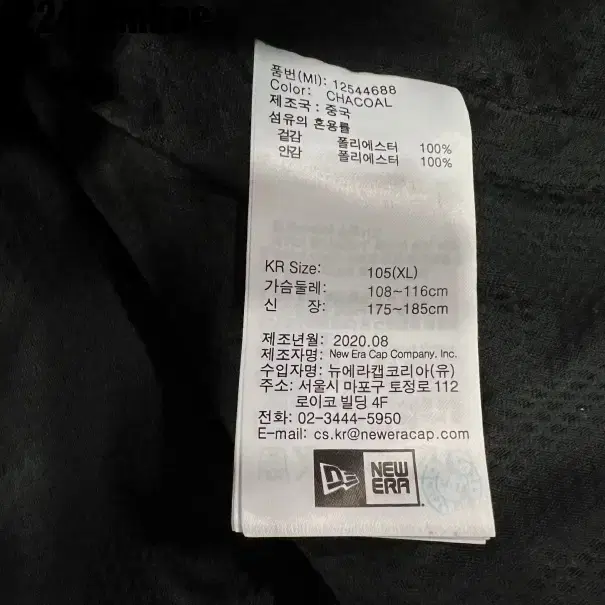 품번(MI): 12544688
Color: CHACOAL
제조국 : 중국
섬유의 혼용률
겉감 폴리에스터 100%
안감 폴리에스터 100%
KR Size: 105(XL)
가슴둘레: 108~116cm
신 장: 175~185cm
제조년월: 2020.08
제조자명: New Era Cap Company, Inc.
수입자명: 뉴에라캡코리아(유)
주소: 서울시 마포구 토정로 112
로이코 빌딩 4F
전화: 02-3444-5950
E-mail: cs.kr@neweracap.com
NEW
ERA